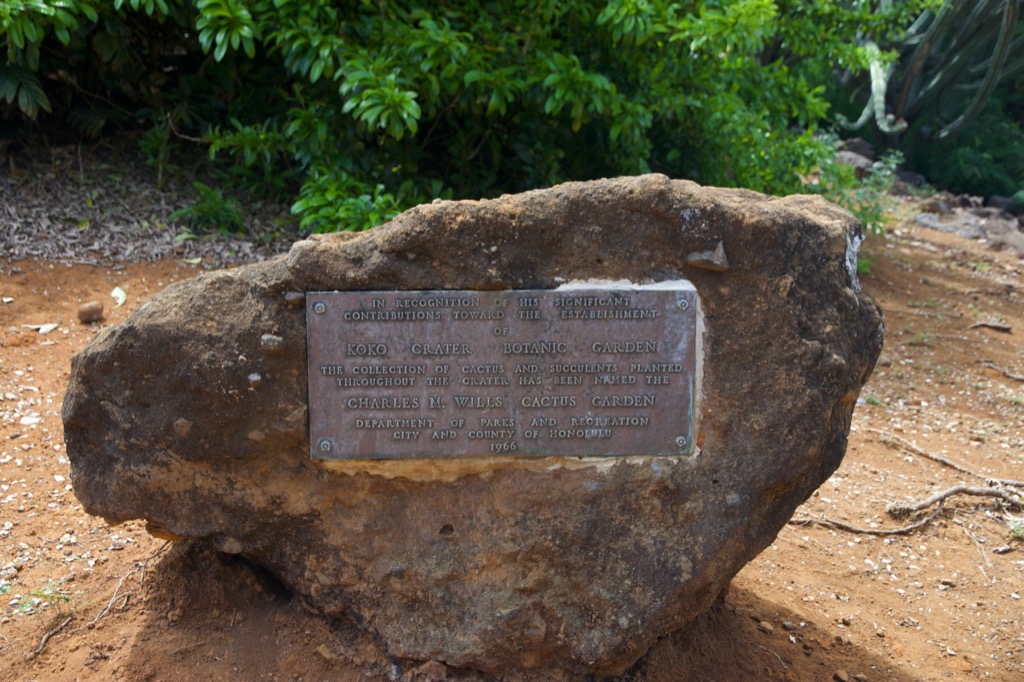 IN RECOGNITION OF HIS SIGNIFICANT
CONTRIBUTIONS TOWARD THE ESTABLISHMENT
OF
KOKO CRATER BOTANIC GARDEN
THE COLLECTION OF CACTUS AND SUCCULENTS PLANTED
THROUGHOUT THE CRATER HAS BEEN NAMED THE
CHARLES M. WILLS CACTUS GARDEN
DEPARTMENT OF PARKS AND RECREATION
CITY AND COUNTY OF HONOLULU
1966